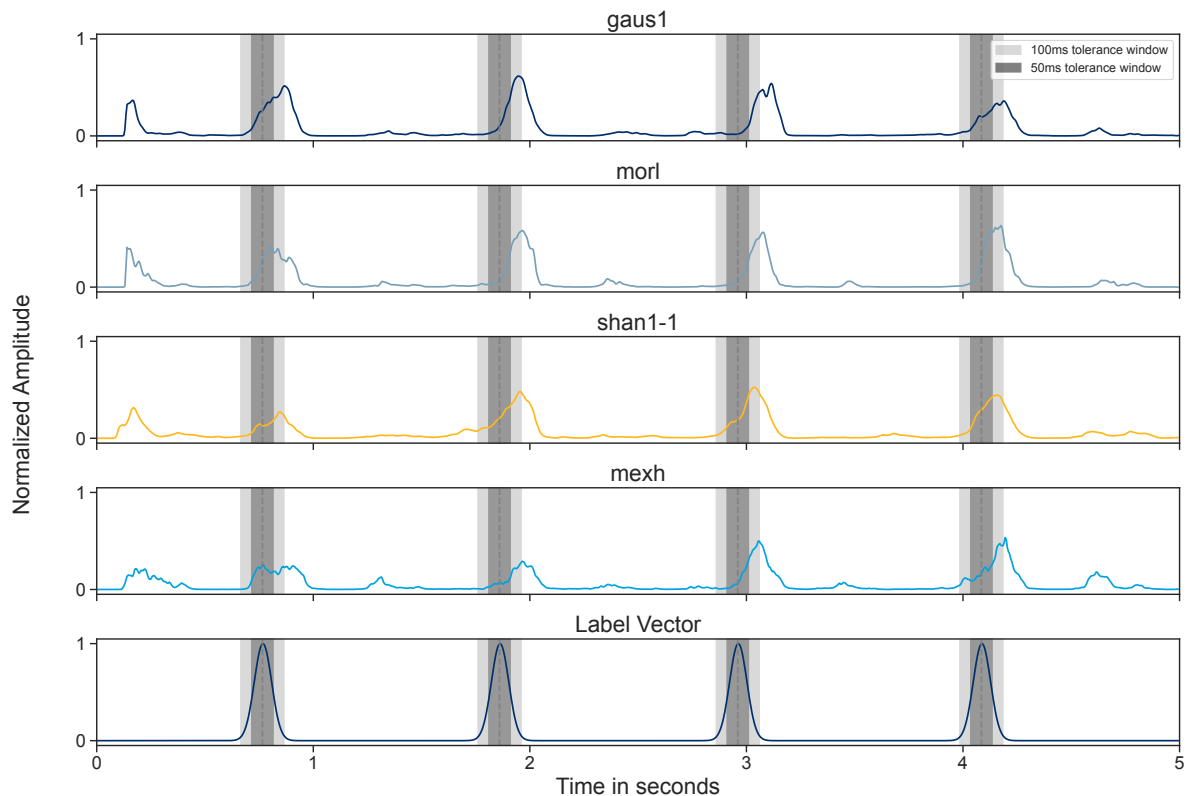 gaus1
1
0
100ms tolerance window
50ms tolerance window
morl
1
0
shan1-1
1
0
mexh
1
0
Label Vector
1
0
0 1 2 3 4 5
Time in seconds
Normalized Amplitude